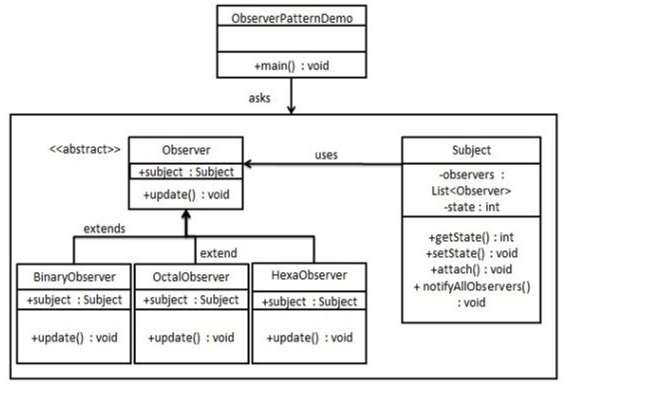 ObserverPatternDemo
+main() : void
asks
<<abstract>>
Observer
+subject : Subject
+update() : void
uses
Subject
-observers :
List<Observer>
-state : int
+getState() : int
+setState() : void
+attach() : void
+ notifyAllObservers()
: void
extends
extend
BinaryObserver
+subject : Subject
+update() : void
OctalObserver
+subject : Subject
+update() : void
HexaObserver
+subject : Subject
+update() : void